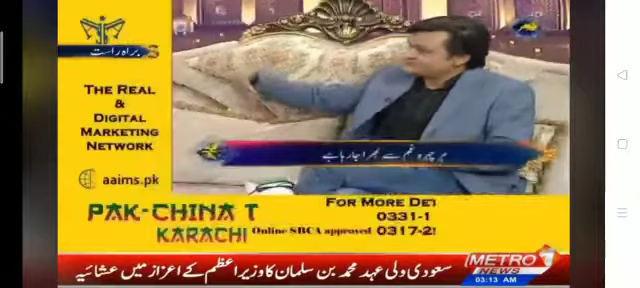 براہ راست
THE REAL
&
DIGITAL
MARKETING
NETWORK
aaims.pk
ہر چہرہ غم سے بھرا جا رہا ہے
PAK-CHINA T
KARACHI
FOR MORE DET
0331-1
Online SBCA approved 0317-2
سعودی ولی عہد محمد بن سلمان کا وزیراعظم کے اعزاز میں عشائیہ
METRO 1
NEWS
03:13 AM